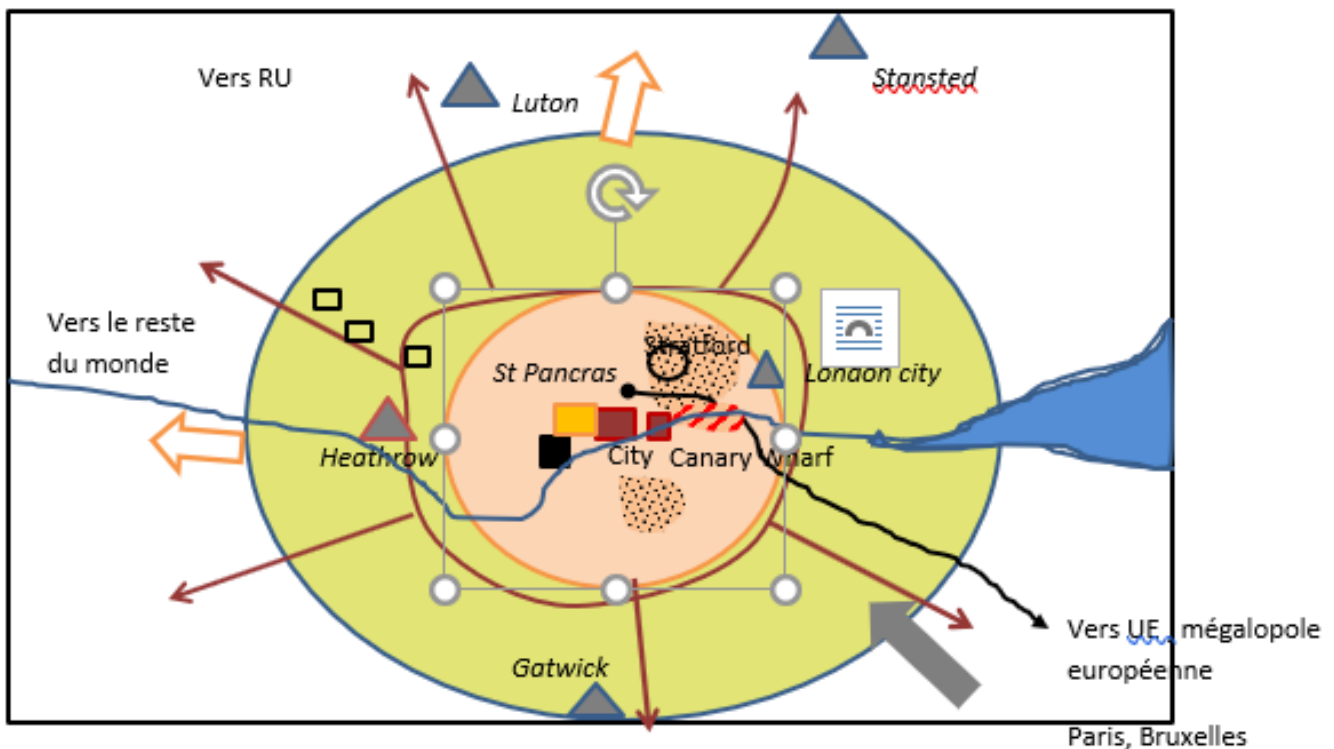 Vers RU
Stansted
Luton
Vers le reste
du monde
Stratford
St Pancras
London city
Heathrow
City
Canary Wharf
Gatwick
Vers UE mégalopole
européenne
Paris, Bruxelles